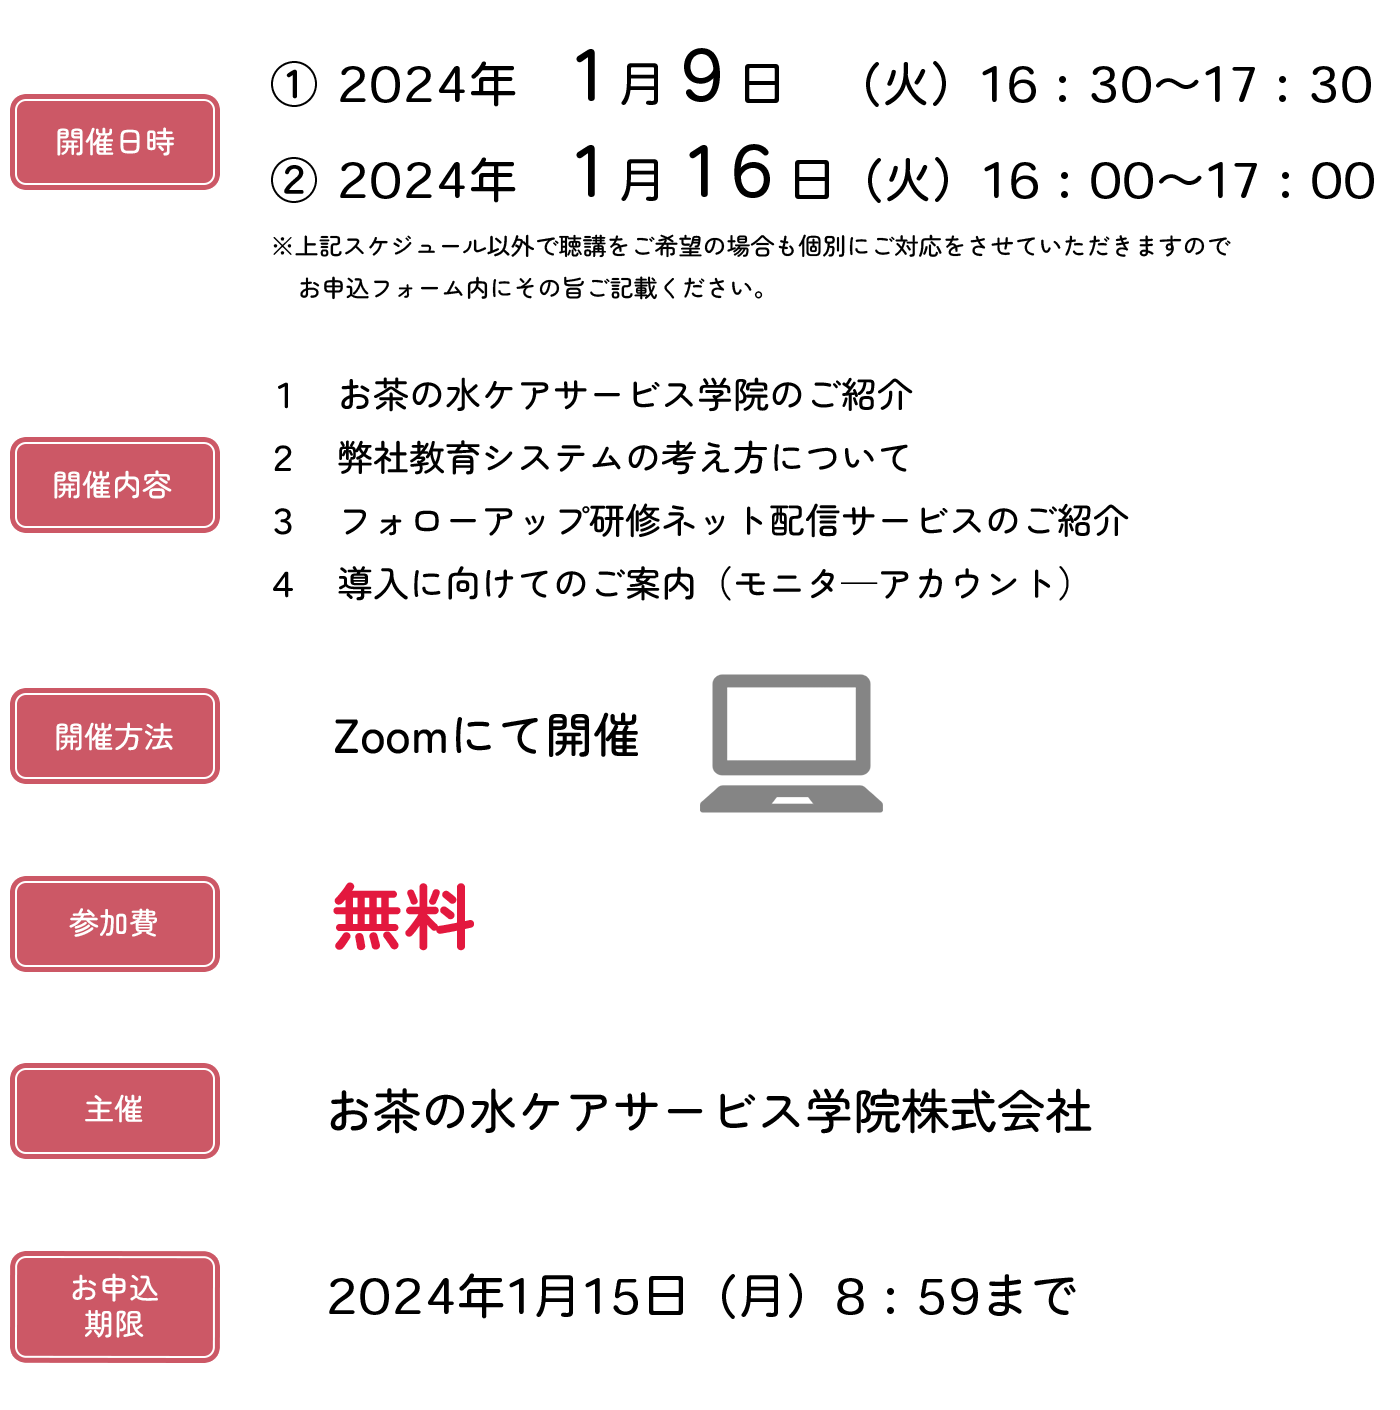 開催日時
① 2024年　1月9日　（火）16：30～17：30
② 2024年　1月16日（火）16：00～17：00
※上記スケジュール以外で聴講をご希望の場合も個別にご対応をさせていただきますので
お申込フォーム内にその旨ご記載ください。
開催内容
1　お茶の水ケアサービス学院のご紹介
2　弊社教育システムの考え方について
3　フォローアップ研修ネット配信サービスのご紹介
4　導入に向けてのご案内（モニタ―アカウント）
開催方法
Zoomにて開催
参加費
無料
主催
お茶の水ケアサービス学院株式会社
お申込
期限
2024年1月15日（月）8：59まで